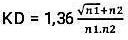 KD = 1,36 √n1+n2 / n1.n2